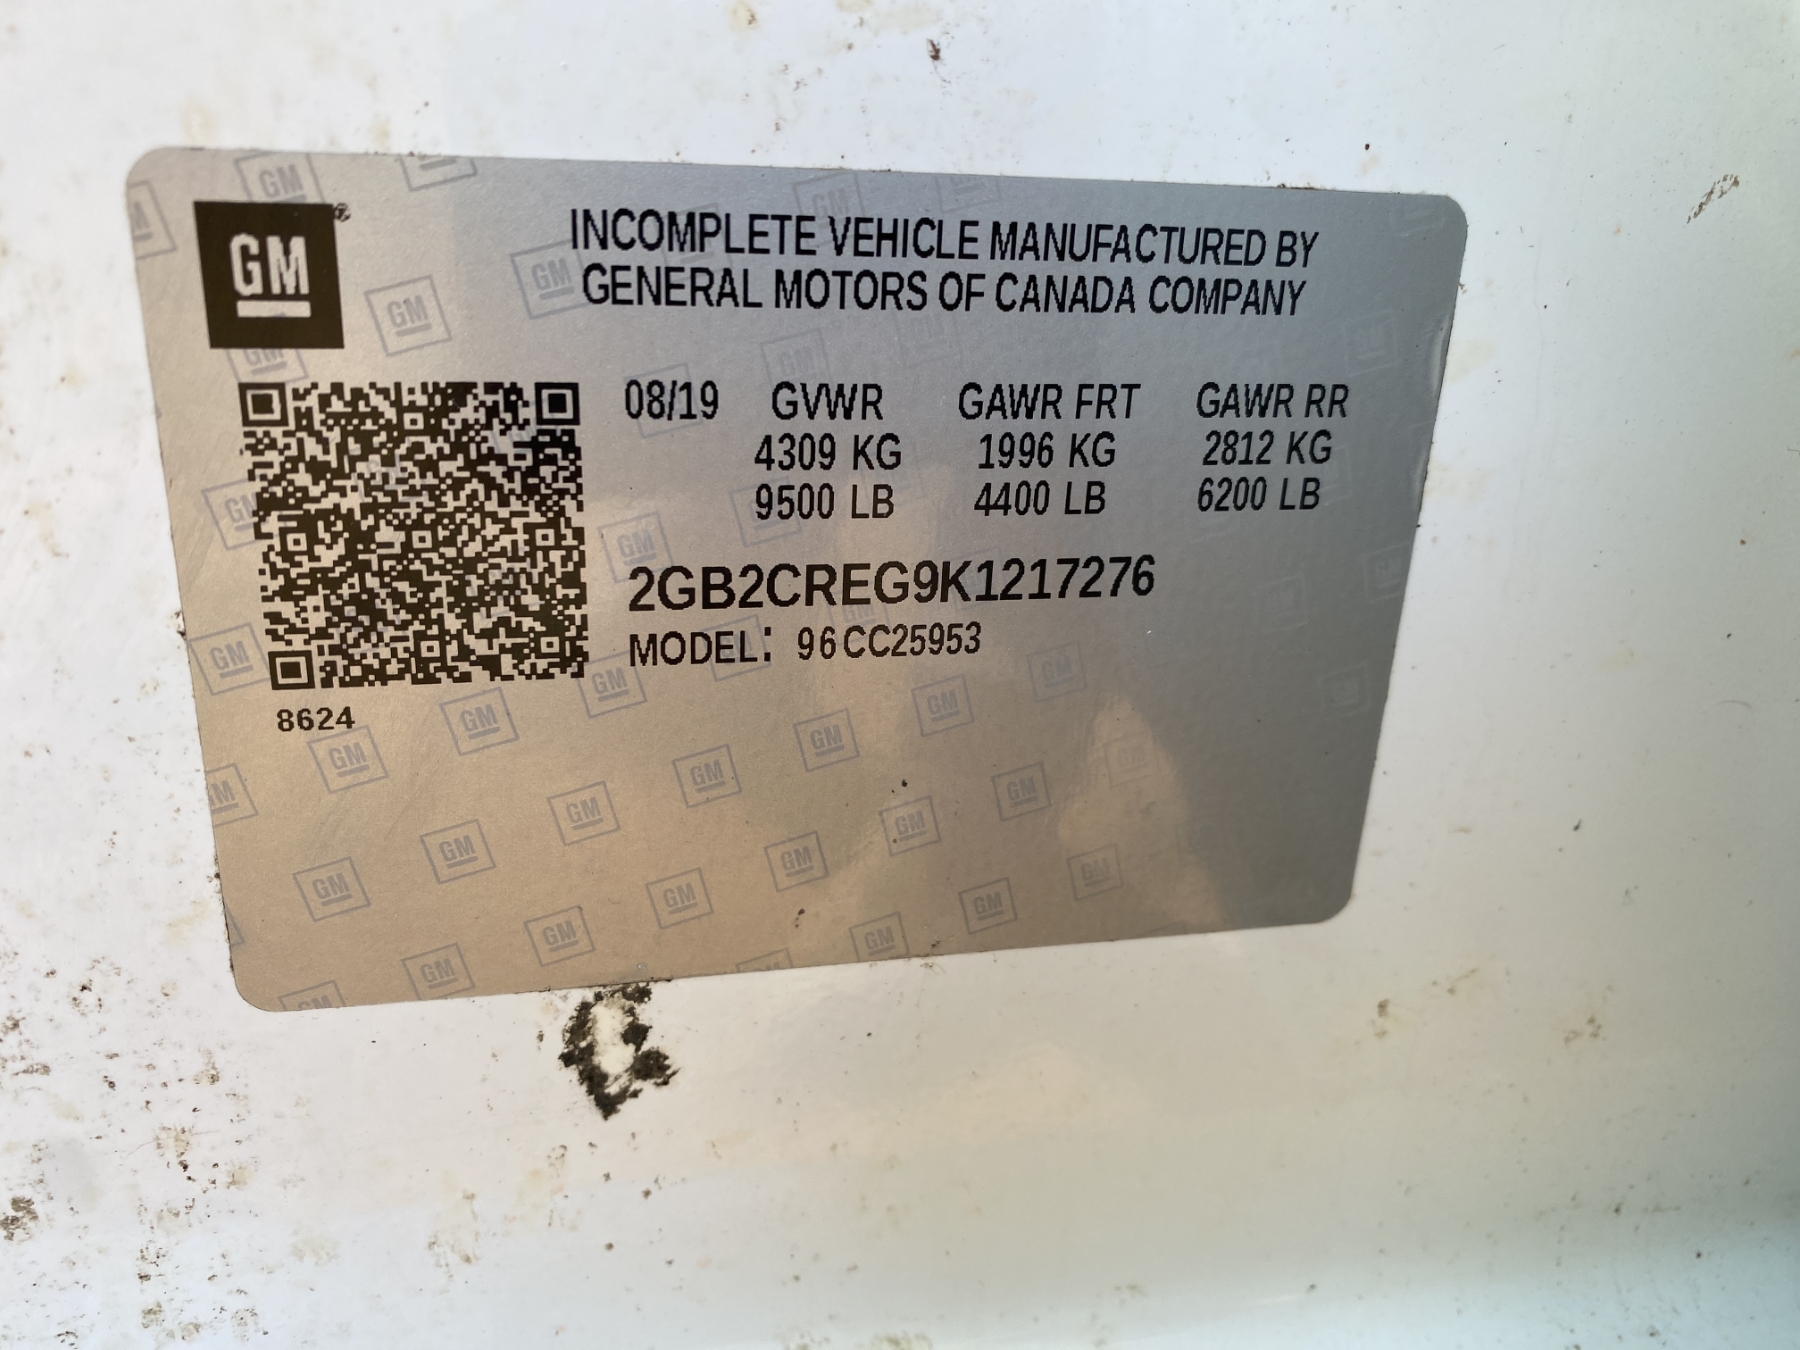 GM
INCOMPLETE VEHICLE MANUFACTURED BY
GENERAL MOTORS OF CANADA COMPANY
08/19 GVWR GAWR FRT GAWR RR
4309 KG 1996 KG 2812 KG
9500 LB 4400 LB 6200 LB
2GB2CREG9K1217276
MODEL: 96CC25953
8624